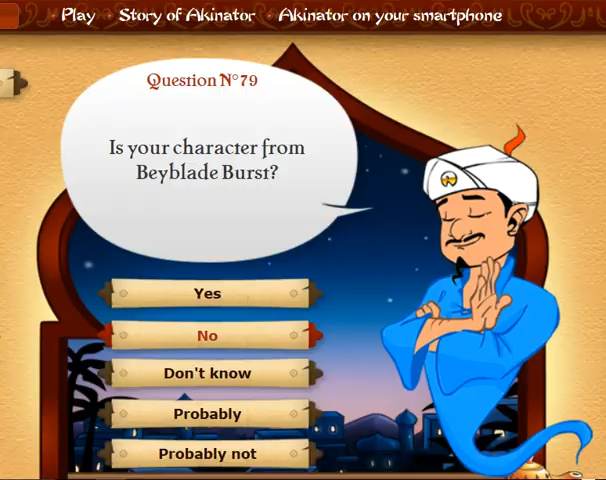 Play · Story of Akinator · Akinator on your smartphone
Question N°79
Is your character from
Beyblade Burst?
Yes
No
Don't know
Probably
Probably not